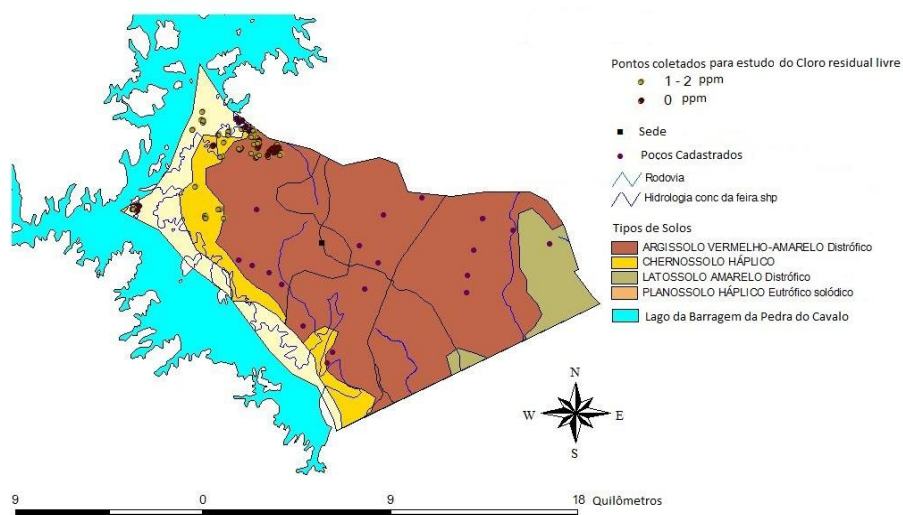 Pontos coletados para estudo do Cloro residual livre
1 - 2 ppm
0 ppm
Sede
Poços Cadastrados
Rodovia
Hidrologia conc da feira shp
Tipos de Solos
ARGISSOLO VERMELHO-AMARELO Distrófico
CHERNOSSOLO HÁPLICO
LATOSSOLO AMARELO Distrófico
PLANOSSOLO HÁPLICO Eutrófico solódico
Lago da Barragem da Pedra do Cavalo
N
W E
S
9 0 9 18 Quilômetros